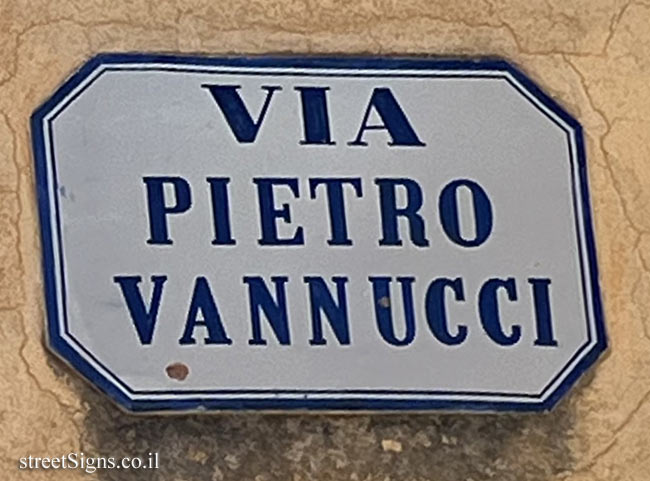 VIA
PIETRO
VANNUCCI
streetSigns.co.il